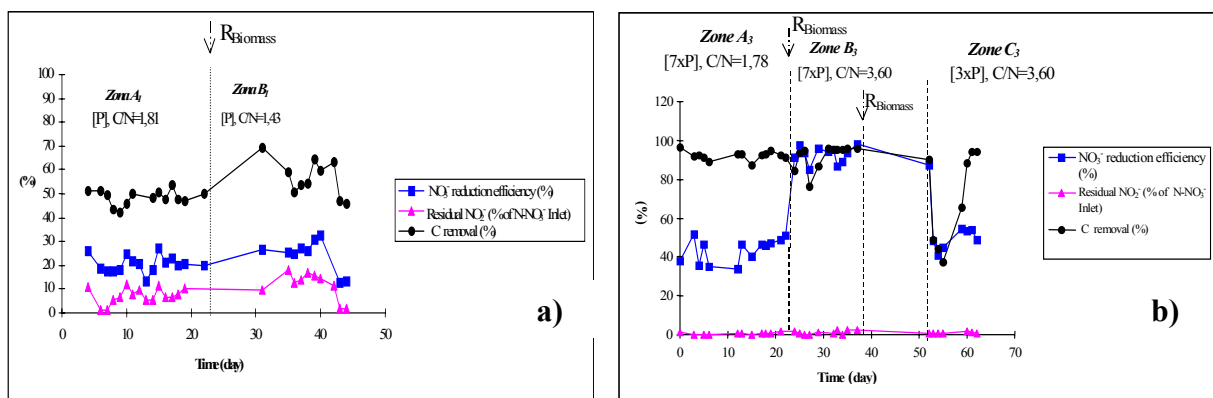 a)
R_Biomass
100
90
80
70
60
50
40
30
20
10
0
(%)
Zona A₁
[P], C/N=1,81
Zona B₁
[P], C/N=1,43
0 10 20 30 40 50
Time (day)
NO₃⁻ reduction efficiency (%)
Residual NO₂⁻ (% of N-NO₃⁻ Inlet)
C removal (%)
a)
R_Biomass
Zone A₃
[7xP], C/N=1,78
Zone B₃
[7xP], C/N=3,60
Zone C₃
[3xP], C/N=3,60
R_Biomass
120
100
80
60
40
20
0
(%)
0 10 20 30 40 50 60 70
Time (day)
NO₃⁻ reduction efficiency
(%)
Residual NO₂⁻ (% of N-NO₃⁻
Inlet)
C removal (%)
b)